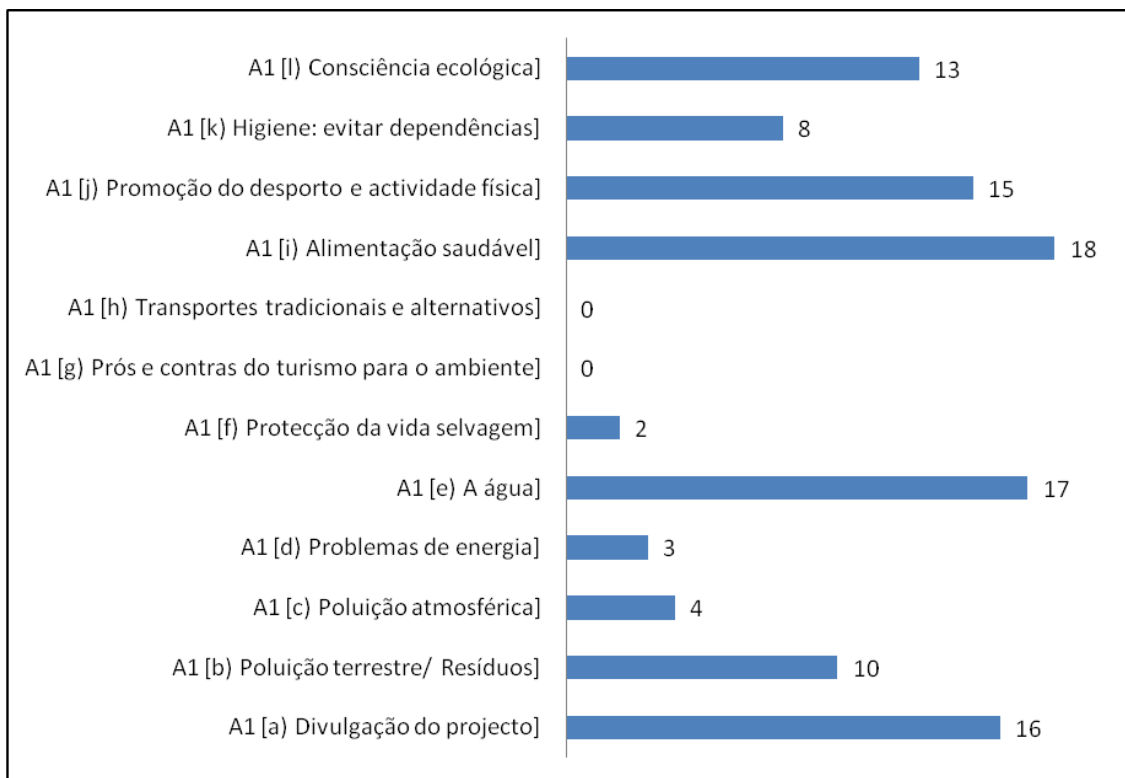 A1 [l) Consciência ecológica] 13
A1 [k) Higiene: evitar dependências] 8
A1 [j) Promoção do desporto e actividade física] 15
A1 [i) Alimentação saudável] 18
A1 [h) Transportes tradicionais e alternativos] 0
A1 [g) Prós e contras do turismo para o ambiente] 0
A1 [f) Protecção da vida selvagem] 2
A1 [e) A água] 17
A1 [d) Problemas de energia] 3
A1 [c) Poluição atmosférica] 4
A1 [b) Poluição terrestre/ Resíduos] 10
A1 [a) Divulgação do projecto] 16